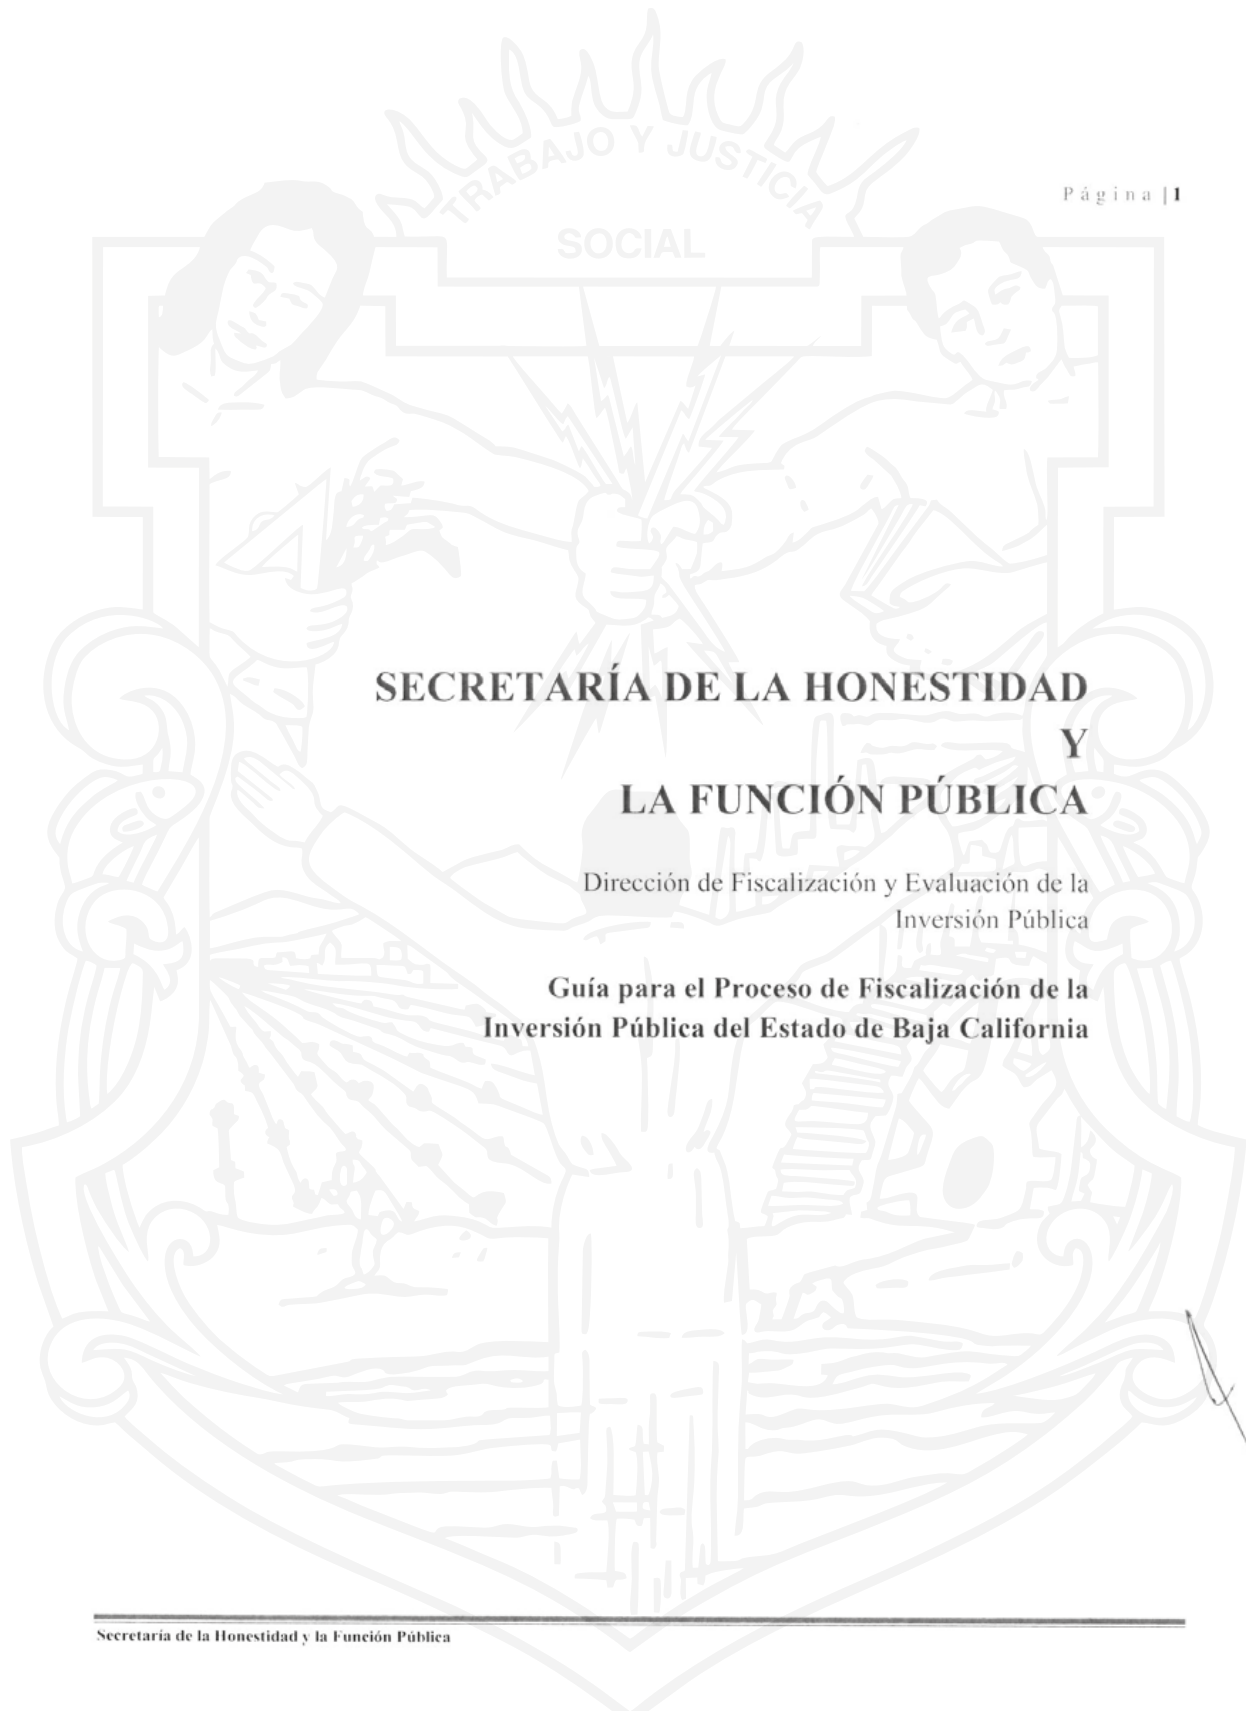 TRABAJO Y JUSTICIA
SOCIAL
Página | 1
SECRETARÍA DE LA HONESTIDAD
Y
LA FUNCIÓN PÚBLICA
Dirección de Fiscalización y Evaluación de la
Inversión Pública
Guía para el Proceso de Fiscalización de la
Inversión Pública del Estado de Baja California
Secretaría de la Honestidad y la Función Pública